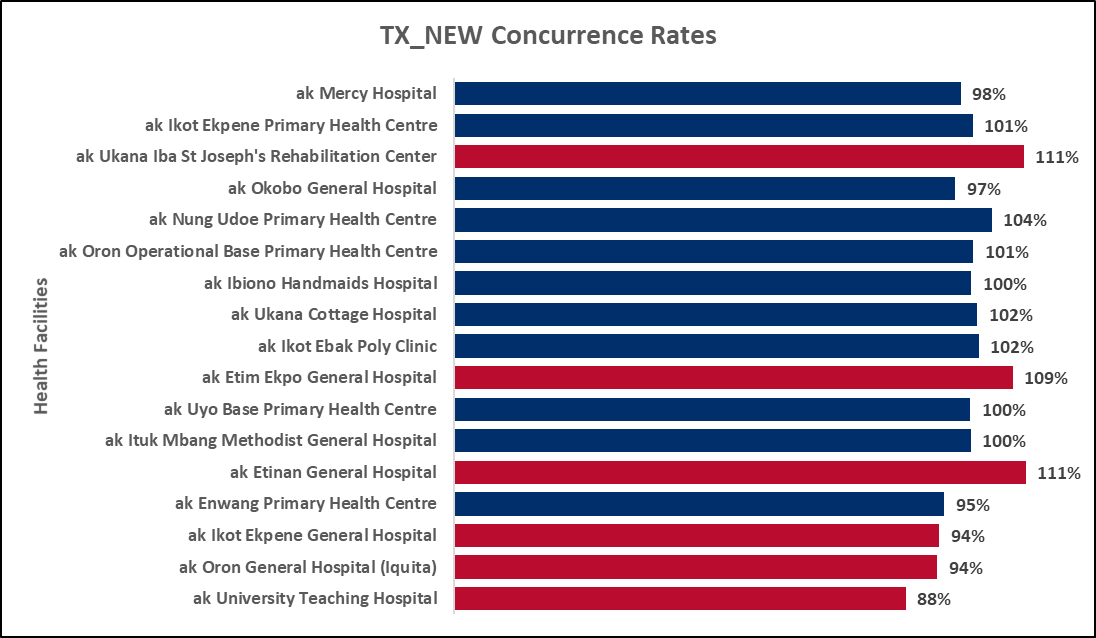 TX_NEW Concurrence Rates
Health Facilities
ak Mercy Hospital 98%
ak Ikot Ekpene Primary Health Centre 101%
ak Ukana Iba St Joseph's Rehabilitation Center 111%
ak Okobo General Hospital 97%
ak Nung Udoe Primary Health Centre 104%
ak Oron Operational Base Primary Health Centre 101%
ak Ibiono Handmaids Hospital 100%
ak Ukana Cottage Hospital 102%
ak Ikot Ebak Poly Clinic 102%
ak Etim Ekpo General Hospital 109%
ak Uyo Base Primary Health Centre 100%
ak Ituk Mbang Methodist General Hospital 100%
ak Etinan General Hospital 111%
ak Enwang Primary Health Centre 95%
ak Ikot Ekpene General Hospital 94%
ak Oron General Hospital (Iquita) 94%
ak University Teaching Hospital 88%